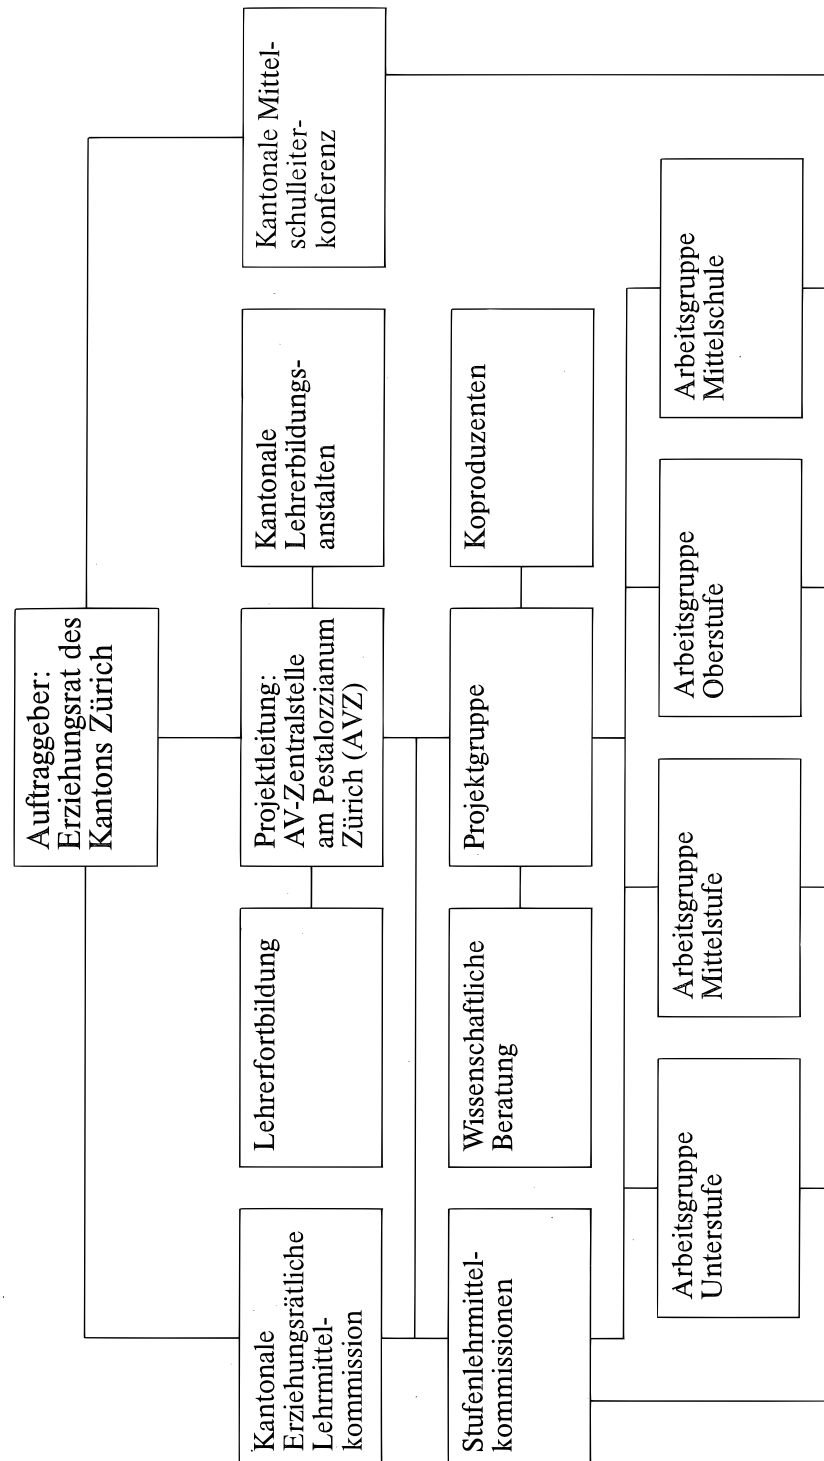 Auftraggeber:
Erziehungsrat des
Kantons Zürich
Kantonale
Erziehungsrätliche
Lehrmittel-
kommission
Lehrerfortbildung
Projektleitung:
AV-Zentralstelle
am Pestalozzianum
Zürich (AVZ)
Kantonale
Lehrerbildungs-
anstalten
Kantonale Mittel-
schulleiter-
konferenz
Stufenlehrmittel-
kommissionen
Wissenschaftliche
Beratung
Projektgruppe
Koproduzenten
Arbeitsgruppe
Unterstufe
Arbeitsgruppe
Mittelstufe
Arbeitsgruppe
Oberstufe
Arbeitsgruppe
Mittelschule